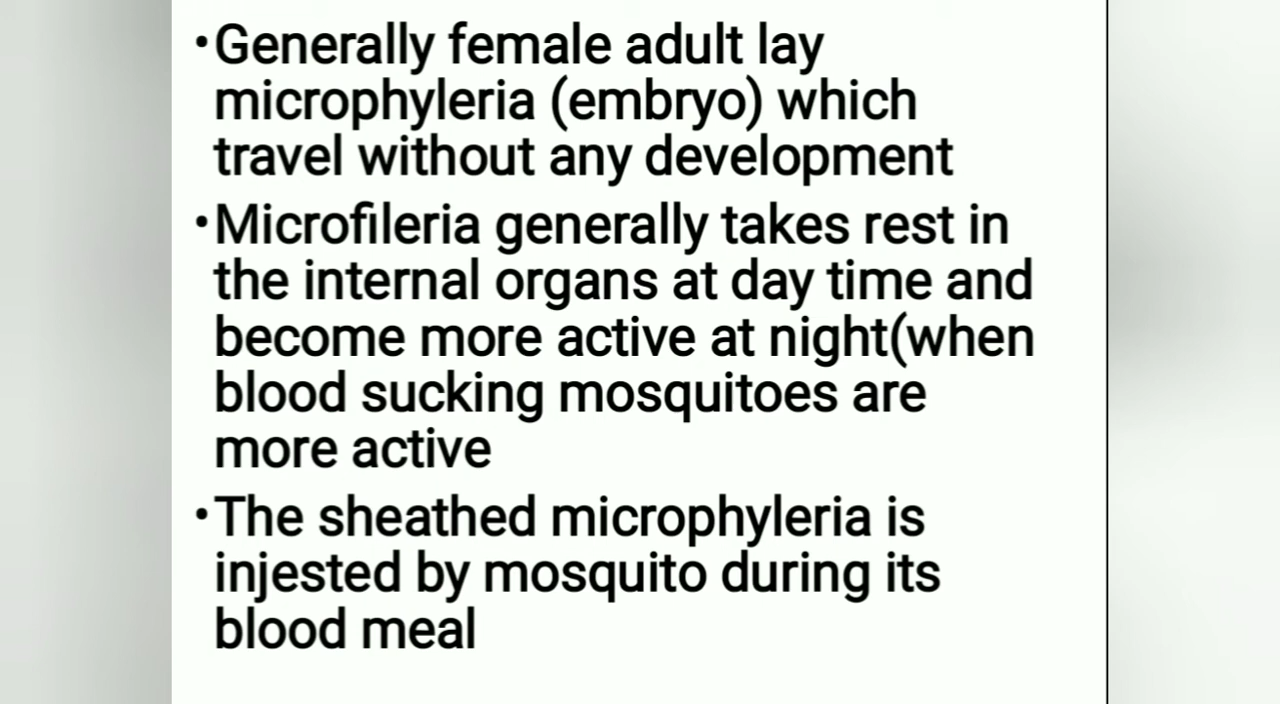 •Generally female adult lay
microphyleria (embryo) which
travel without any development
•Microfileria generally takes rest in
the internal organs at day time and
become more active at night(when
blood sucking mosquitoes are
more active
•The sheathed microphyleria is
injested by mosquito during its
blood meal